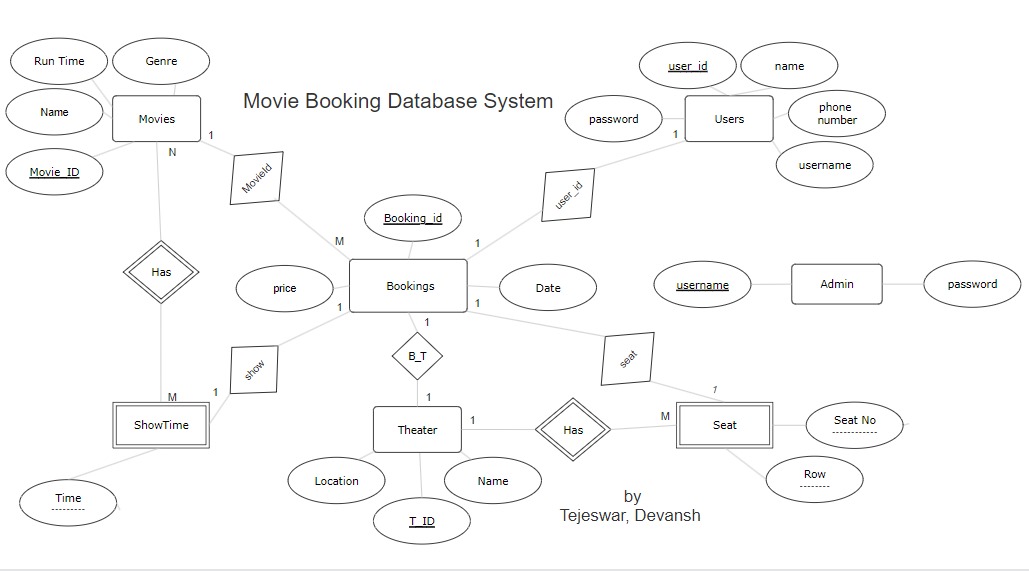 Run Time
Genre
user_id
name
Movie Booking Database System
Name
Movies
password
Users
phone
number
1
1
N
Movie_ID
MovieId
username
user_id
Booking_id
M
1
Has
price
Bookings
Date
username
Admin
password
1
1
1
show
B_T
seat
M
1
1
1
ShowTime
Theater
1
Has
M
Seat
Seat No
Time
Location
Name
Row
T_ID
by
Tejeswar, Devansh